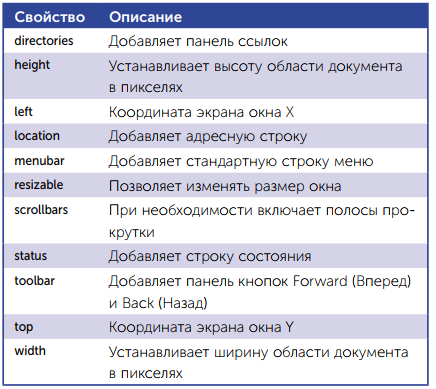 Свойство Описание
directories Добавляет панель ссылок
height Устанавливает высоту области документа
в пикселях
left Координата экрана окна X
location Добавляет адресную строку
menubar Добавляет стандартную строку меню
resizable Позволяет изменять размер окна
scrollbars При необходимости включает полосы про-
крутки
status Добавляет строку состояния
toolbar Добавляет панель кнопок Forward (Вперед)
и Back (Назад)
top Координата экрана окна Y
width Устанавливает ширину области документа
в пикселях